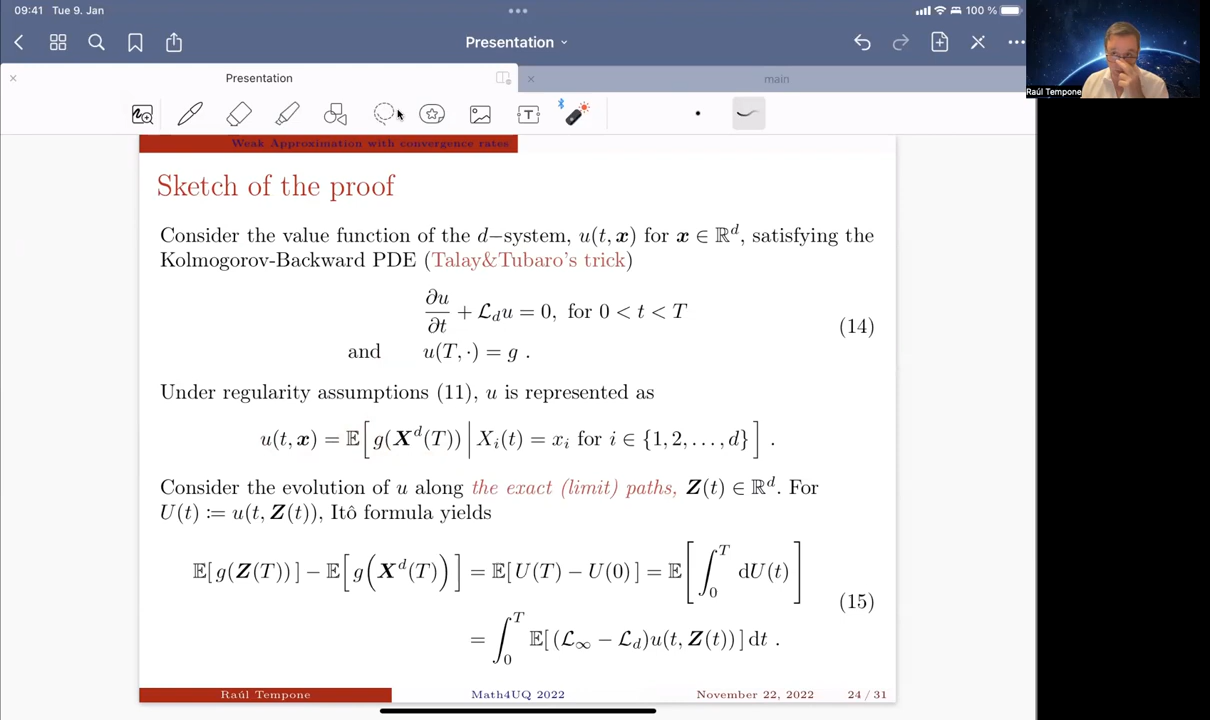 09:41 Tue 9. Jan
100 %
Presentation
Presentation
main
Raúl Tempone
Weak Approximation with convergence rates
Sketch of the proof
Consider the value function of the d−system, u(t, x) for x ∈ ℝᵈ, satisfying the
Kolmogorov-Backward PDE (Talay&Tubaro's trick)
∂u/∂t + ℒ_d u = 0, for 0 < t < T
(14)
and u(T, ·) = g .
Under regularity assumptions (11), u is represented as
u(t, x) = 𝔼[ g(Xᵈ(T)) | X_i(t) = x_i for i ∈ {1, 2, . . . , d} ] .
Consider the evolution of u along the exact (limit) paths, Z(t) ∈ ℝᵈ. For
U(t) ≔ u(t, Z(t)), Itô formula yields
𝔼[ g(Z(T)) ] − 𝔼[ g(Xᵈ(T)) ] = 𝔼[ U(T) − U(0) ] = 𝔼[ ∫_0^T dU(t) ]
(15)
= ∫_0^T 𝔼[ (ℒ_∞ − ℒ_d)u(t, Z(t)) ] dt .
Raúl Tempone Math4UQ 2022 November 22, 2022 24 / 31